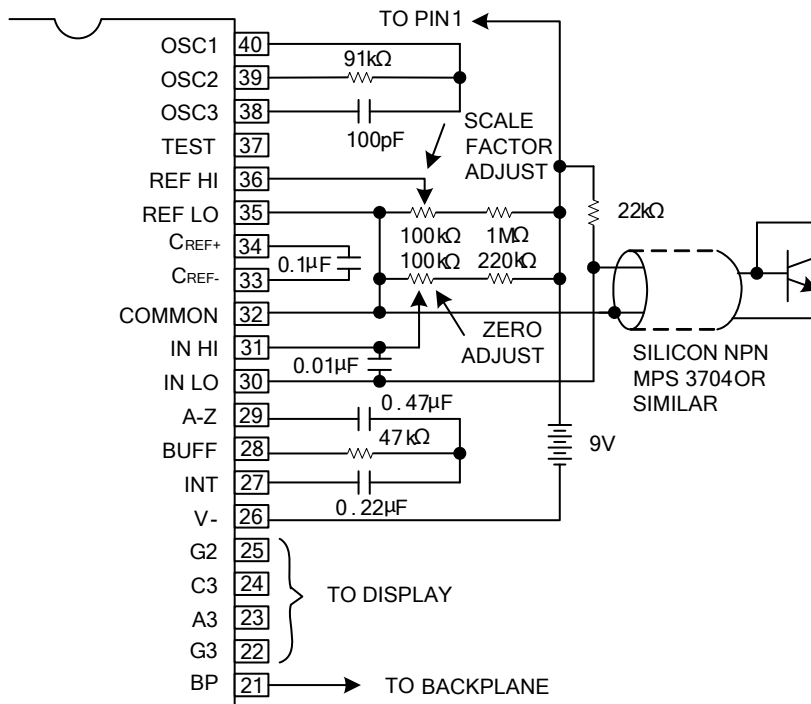 TO PIN1
OSC1 40
91kΩ
OSC2 39
OSC3 38
100pF
TEST 37
SCALE
FACTOR
ADJUST
REF HI 36
REF LO 35
22kΩ
100kΩ 1MΩ
CREF+ 34
0.1µF
100kΩ 220kΩ
CREF- 33
COMMON 32
ZERO
ADJUST
IN HI 31
0.01µF
IN LO 30
SILICON NPN
MPS 3704 OR
SIMILAR
A-Z 29
0.47µF
BUFF 28
47kΩ
9V
INT 27
0.22µF
V- 26
G2 25
C3 24
TO DISPLAY
A3 23
G3 22
BP 21
TO BACKPLANE